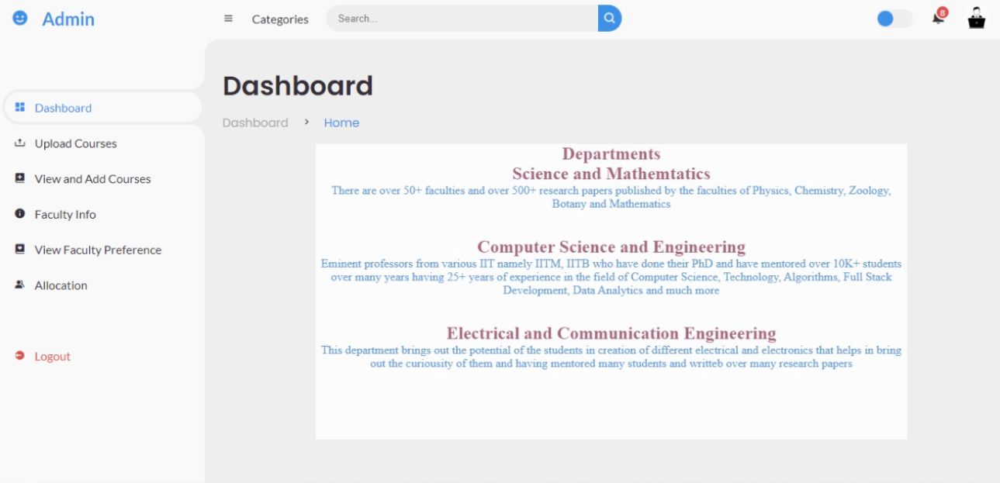 Admin
Categories
Search...
8
Dashboard
Upload Courses
View and Add Courses
Faculty Info
View Faculty Preference
Allocation
Logout
Dashboard
Dashboard > Home
Departments
Science and Mathemtatics
There are over 50+ faculties and over 500+ research papers published by the faculties of Physics, Chemistry, Zoology,
Botany and Mathematics
Computer Science and Engineering
Eminent professors from various IIT namely IITM, IITB who have done their PhD and have mentored over 10K+ students
over many years having 25+ years of experience in the field of Computer Science, Technology, Algorithms, Full Stack
Development, Data Analytics and much more
Electrical and Communication Engineering
This department brings out the potential of the students in creation of different electrical and electronics that helps in bring
out the curiousity of them and having mentored many students and writteb over many research papers